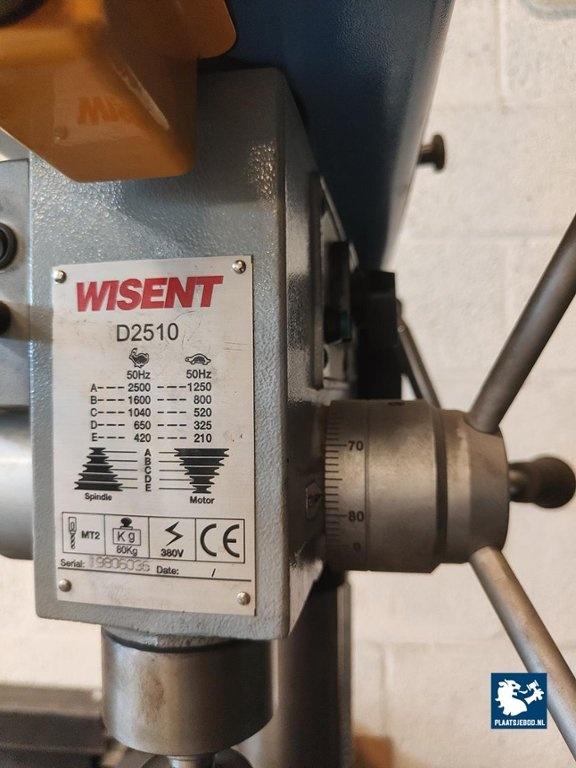 WISENT
D2510
50Hz 50Hz
A---- 2500 -----1250
B---- 1600 ----- 800
C---- 1040 ----- 520
D---- 650 ----- 325
E---- 420 ----- 210
A
B
C
D
E
Spindle Motor
MT2 Kg 80Kg 380V CE
Serial: 19806036 Date: /
70
80
PLAATSJEBOD.NL